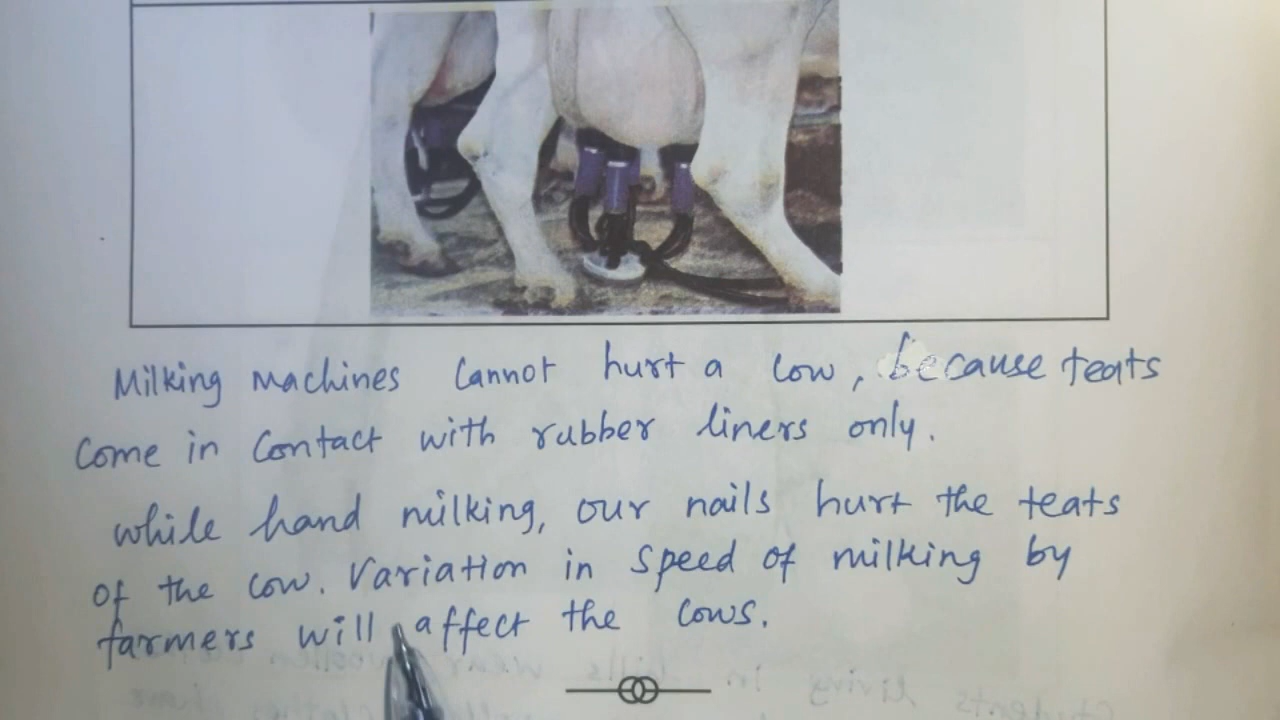 Milking machines cannot hurt a cow, because teats
come in contact with rubber liners only.
while hand milking, our nails hurt the teats
of the cow. Variation in speed of milking by
farmers will affect the cows.